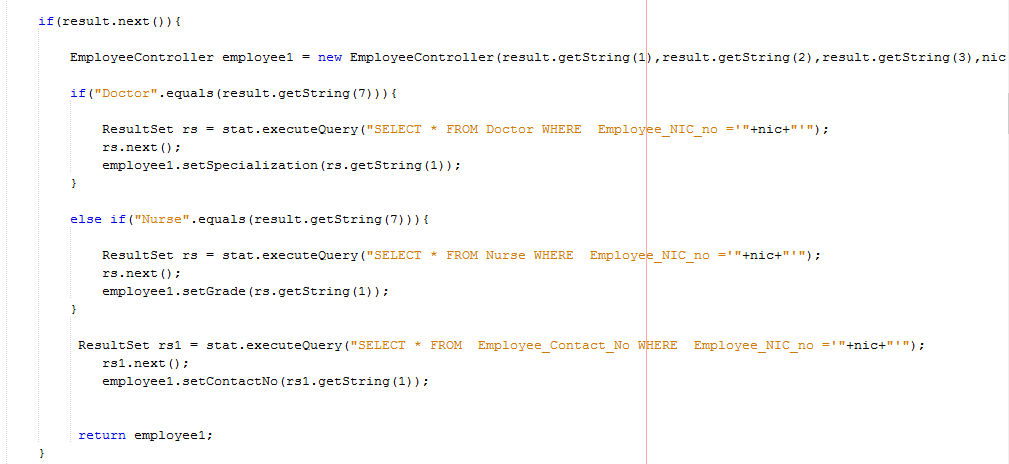 if(result.next()){
EmployeeController employee1 = new EmployeeController(result.getString(1),result.getString(2),result.getString(3),nic
if("Doctor".equals(result.getString(7))){
ResultSet rs = stat.executeQuery("SELECT * FROM Doctor WHERE  Employee_NIC_no ='"+nic+"'");
rs.next();
employee1.setSpecialization(rs.getString(1));
}
else if("Nurse".equals(result.getString(7))){
ResultSet rs = stat.executeQuery("SELECT * FROM Nurse WHERE  Employee_NIC_no ='"+nic+"'");
rs.next();
employee1.setGrade(rs.getString(1));
}
ResultSet rs1 = stat.executeQuery("SELECT * FROM  Employee_Contact_No WHERE  Employee_NIC_no ='"+nic+"'");
rs1.next();
employee1.setContactNo(rs1.getString(1));
return employee1;
}